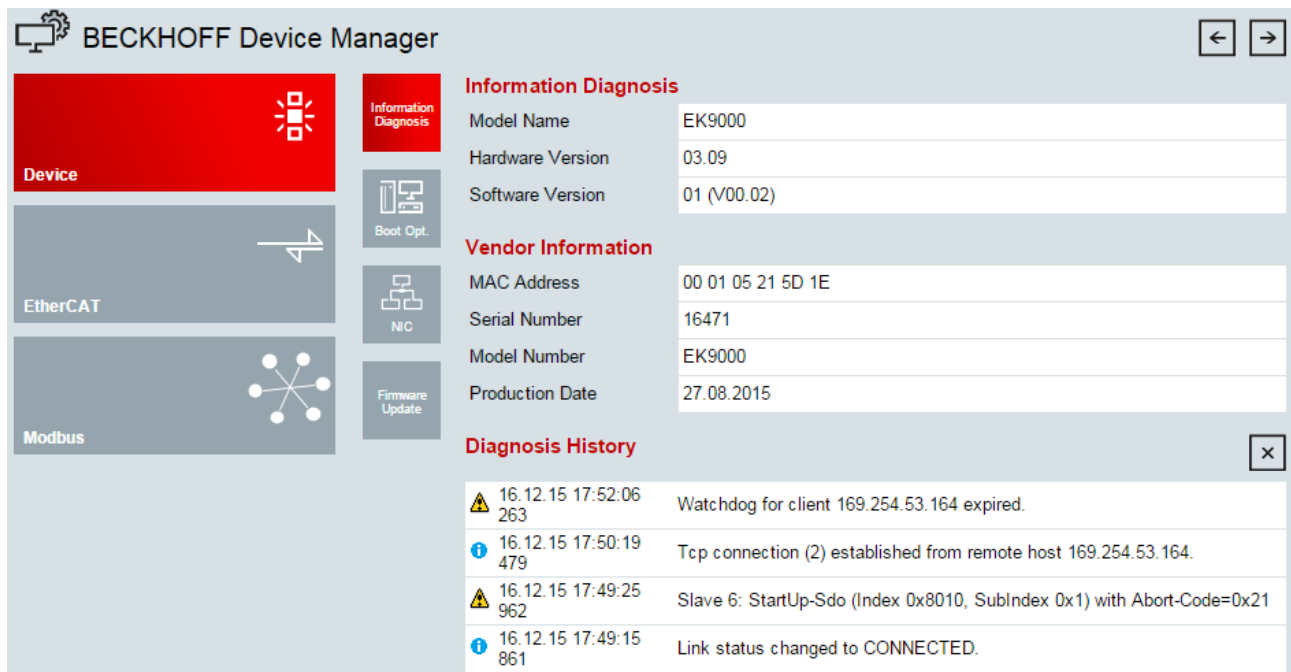 BECKHOFF Device Manager
Device
EtherCAT
Modbus
Information
Diagnosis
Boot Opt.
NIC
Firmware
Update
Information Diagnosis
Model Name EK9000
Hardware Version 03.09
Software Version 01 (V00.02)
Vendor Information
MAC Address 00 01 05 21 5D 1E
Serial Number 16471
Model Number EK9000
Production Date 27.08.2015
Diagnosis History
16.12.15 17:52:06
263
Watchdog for client 169.254.53.164 expired.
16.12.15 17:50:19
479
Tcp connection (2) established from remote host 169.254.53.164.
16.12.15 17:49:25
962
Slave 6: StartUp-Sdo (Index 0x8010, SubIndex 0x1) with Abort-Code=0x21
16.12.15 17:49:15
861
Link status changed to CONNECTED.